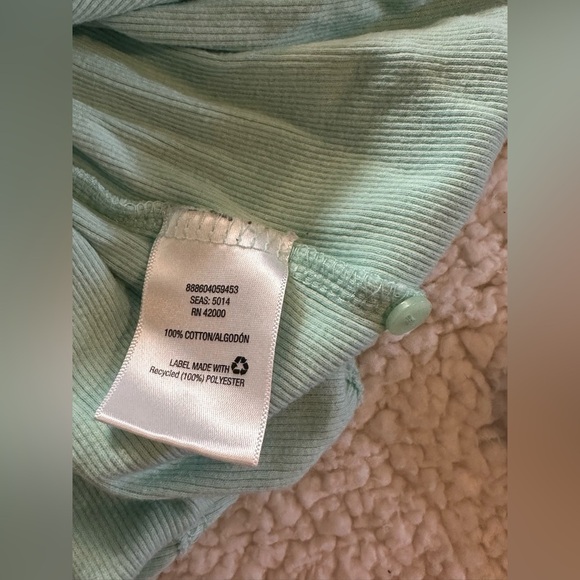 888604059453
SEAS: 5014
RN 42000
100% COTTON/ALGODÓN
LABEL MADE WITH
Recycled (100%) POLYESTER